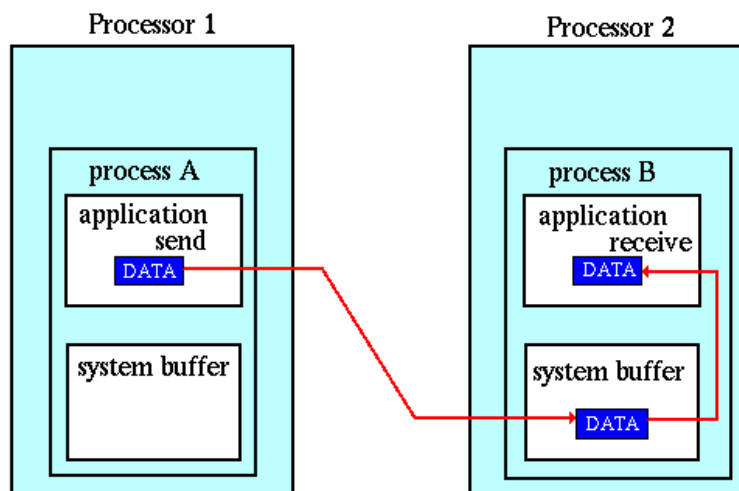 Processor 1
process A
application
send
DATA
system buffer
Processor 2
process B
application
receive
DATA
system buffer
DATA